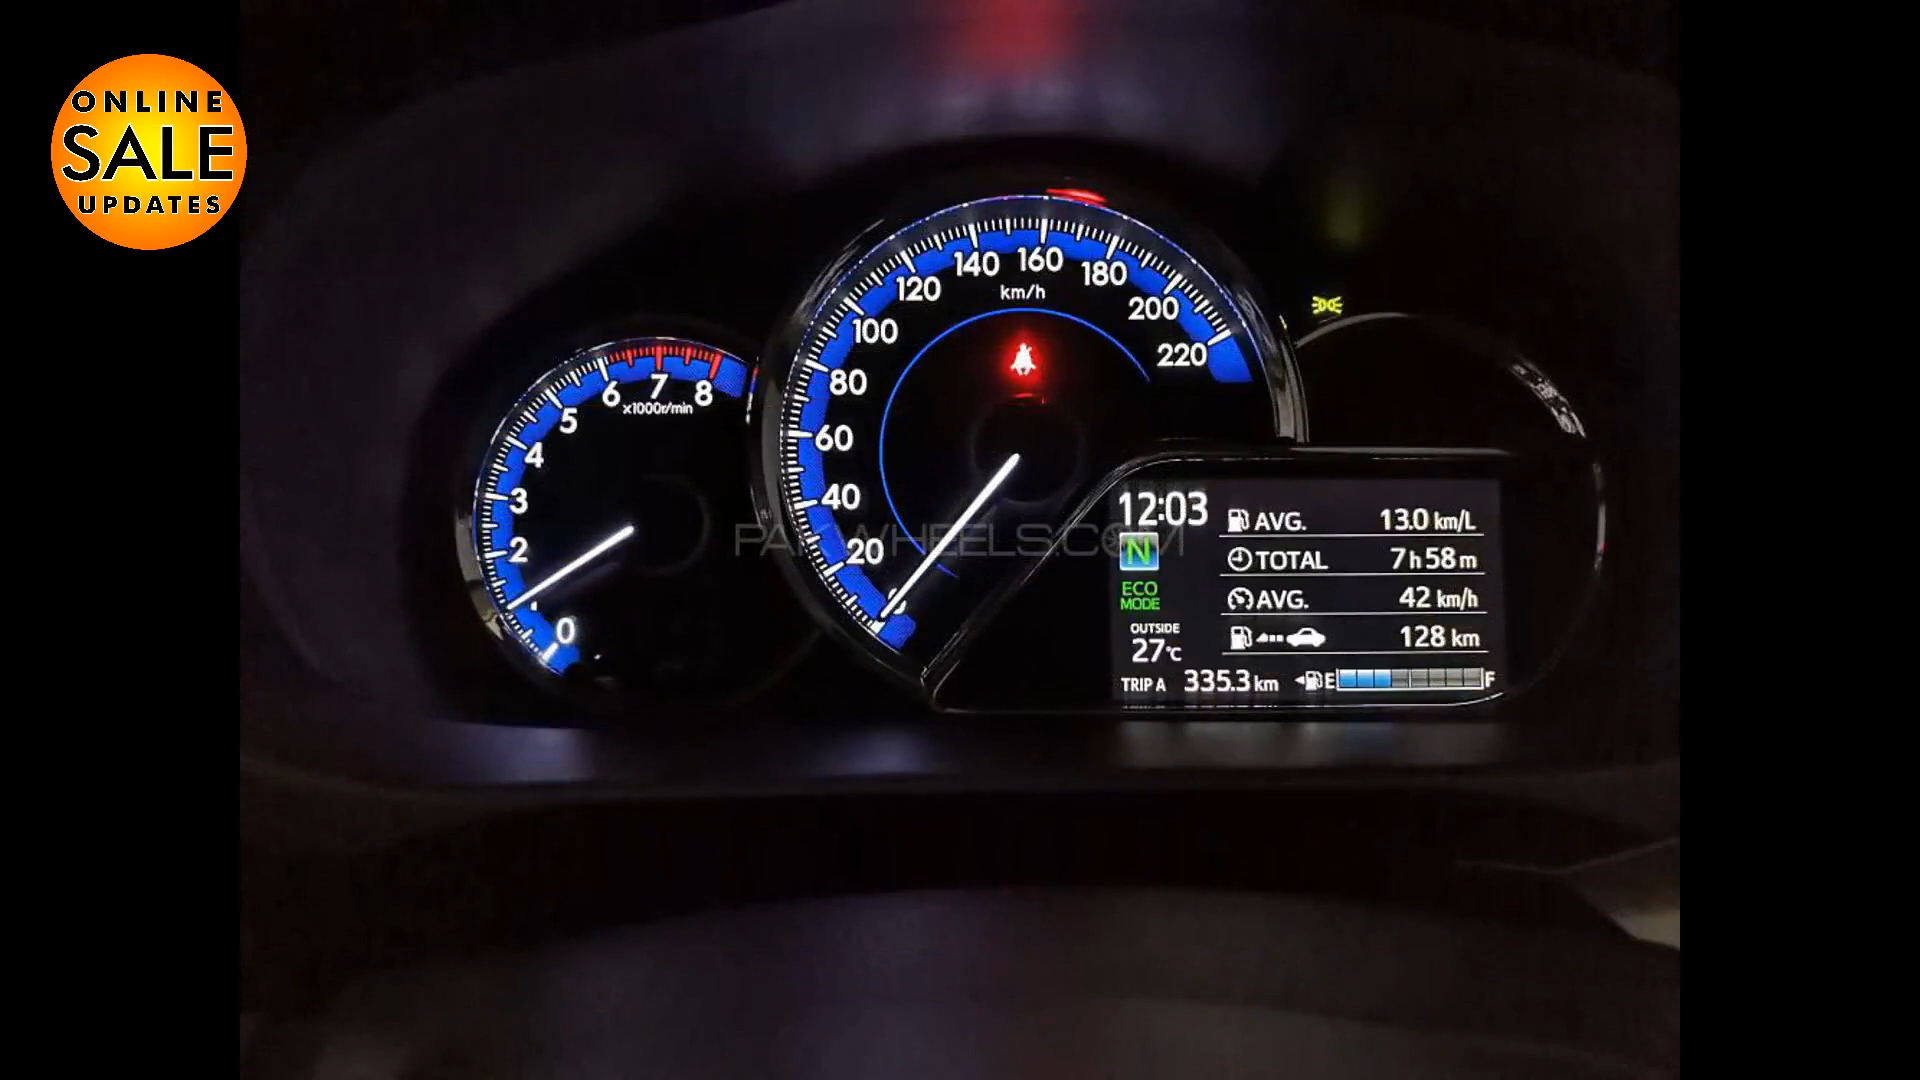 ONLINE
SALE
UPDATES
0
1
2
3
4
5
6
7
8
x1000r/min
0
20
40
60
80
100
120
140
160
180
200
220
km/h
PAKWHEELS.COM
12:03
N
ECO
MODE
OUTSIDE
27°C
AVG. 13.0 km/L
TOTAL 7h58m
AVG. 42 km/h
128 km
TRIP A 335.3 km E F